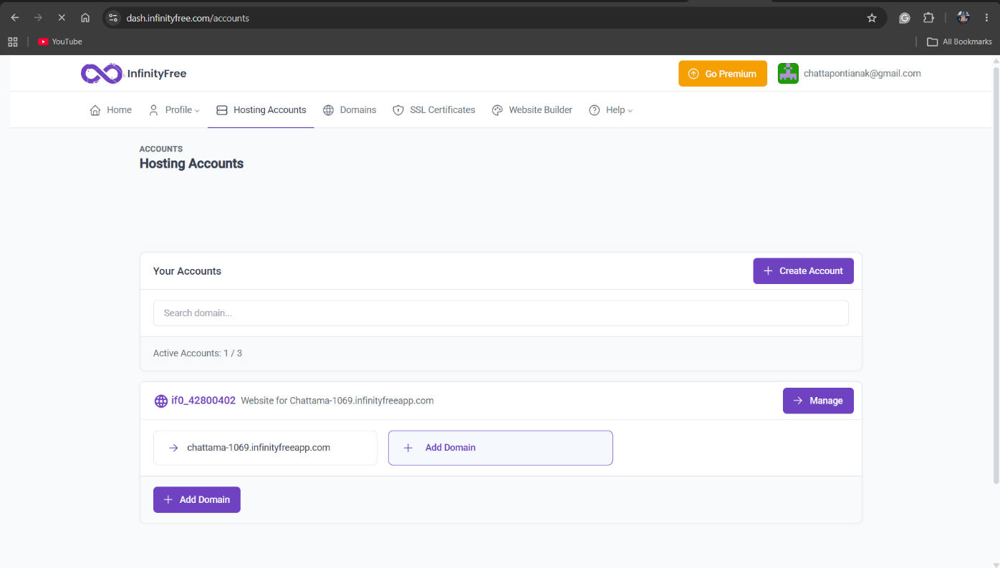 dash.infinityfree.com/accounts
YouTube
All Bookmarks
InfinityFree
Go Premium
chattapontianak@gmail.com
Home Profile Hosting Accounts Domains SSL Certificates Website Builder Help
ACCOUNTS
Hosting Accounts
Your Accounts
Create Account
Search domain...
Active Accounts: 1 / 3
if0_42800402 Website for Chattama-1069.infinityfreeapp.com
Manage
chattama-1069.infinityfreeapp.com
Add Domain
Add Domain